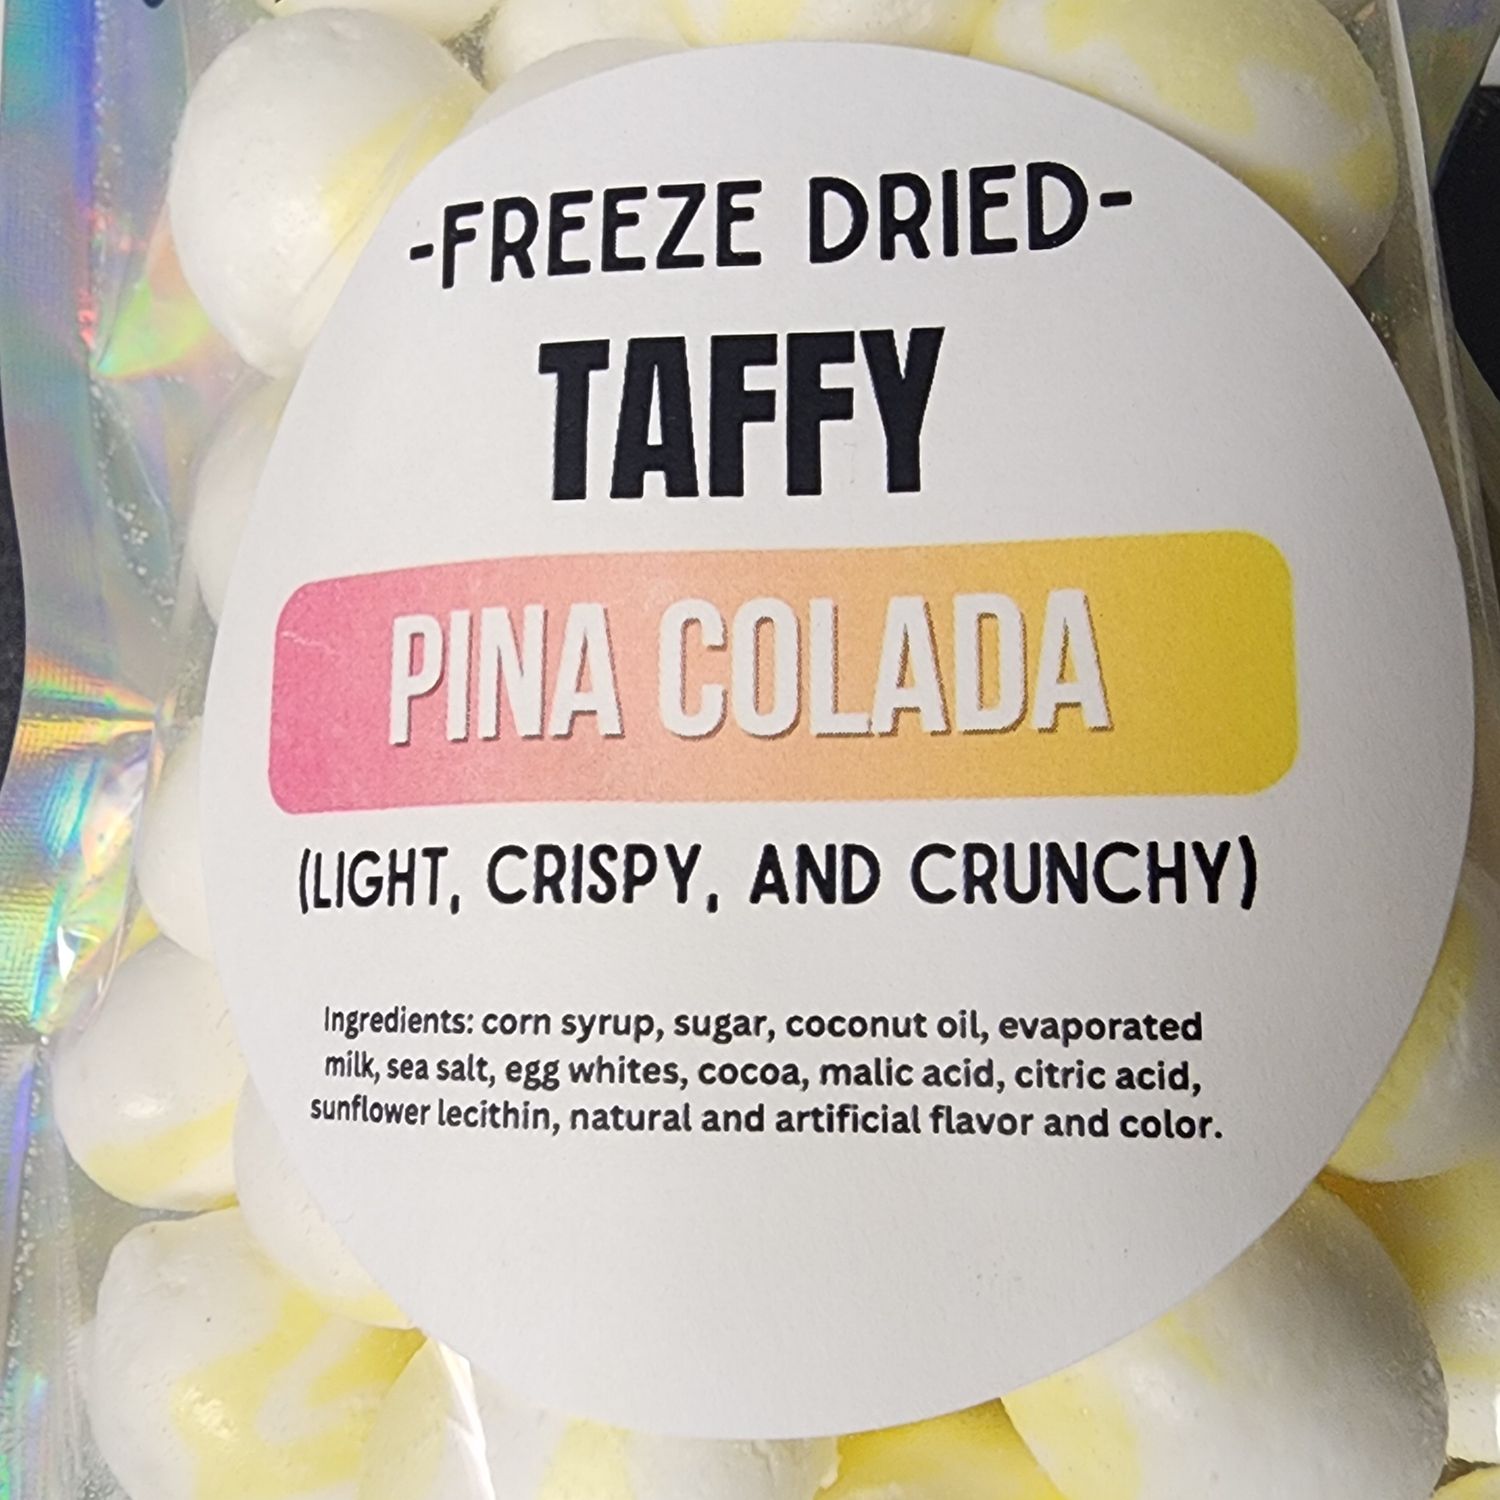 -FREEZE DRIED-
TAFFY
PINA COLADA
(LIGHT, CRISPY, AND CRUNCHY)
Ingredients: corn syrup, sugar, coconut oil, evaporated
milk, sea salt, egg whites, cocoa, malic acid, citric acid,
sunflower lecithin, natural and artificial flavor and color.